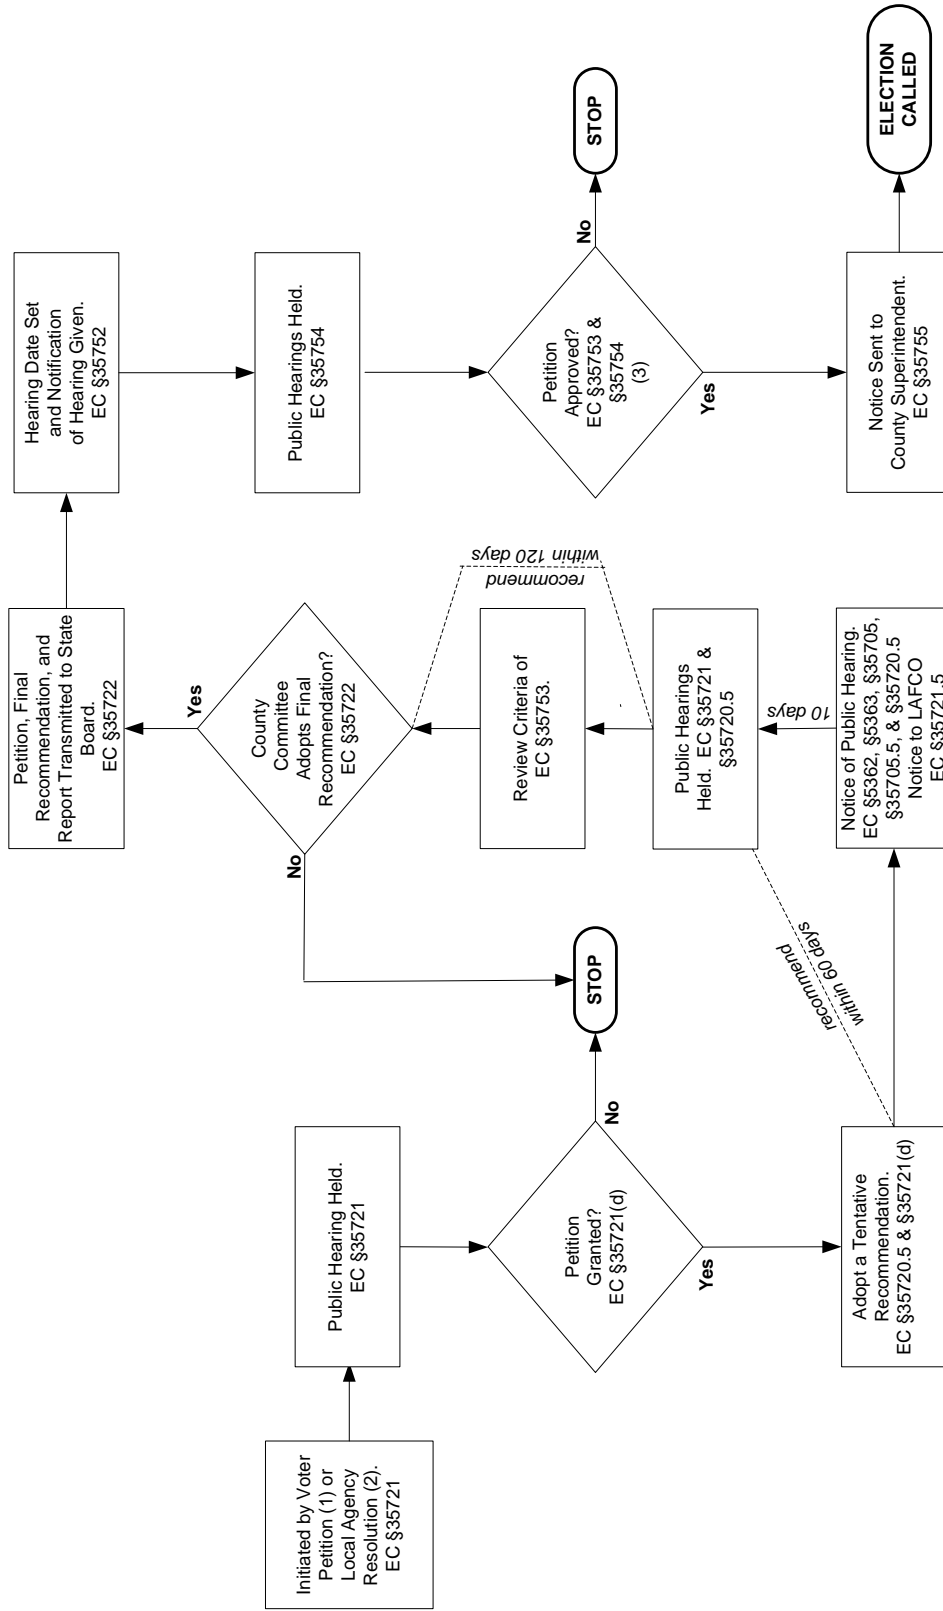 Initiated by Voter
Petition (1) or
Local Agency
Resolution (2).
EC §35721
Public Hearing Held.
EC §35721
Petition
Granted?
EC §35721(d)
No
STOP
Yes
Adopt a Tentative
Recommendation.
EC §35720.5 & §35721(d)
recommend
within 60 days
Notice of Public Hearing.
EC §5362, §5363, §35705,
§35705.5, & §35720.5
Notice to LAFCO
EC §35721.5
10 days
Public Hearings
Held. EC §35721 &
§35720.5
recommend
within 120 days
Review Criteria of
EC §35753.
County
Committee
Adopts Final
Recommendation?
EC §35722
No
Yes
Petition, Final
Recommendation, and
Report Transmitted to State
Board.
EC §35722
Hearing Date Set
and Notification
of Hearing Given.
EC §35752
Public Hearings Held.
EC §35754
Petition
Approved?
EC §35753 &
§35754
(3)
No
STOP
Yes
Notice Sent to
County Superintendent.
EC §35755
ELECTION
CALLED